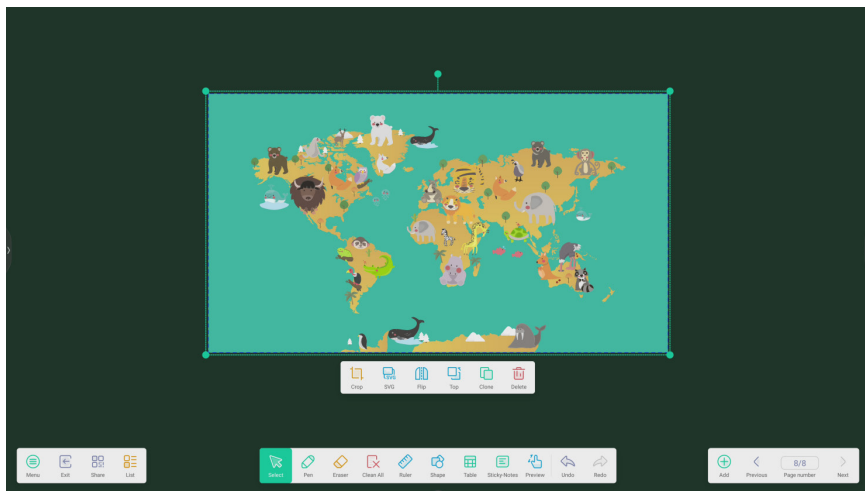 Crop SVG Flip Top Clone Delete
Menu Exit Share List Select Pen Eraser Clean All Ruler Shape Table Sticky-Notes Preview Undo Redo Add Previous 8/8 Page number Next